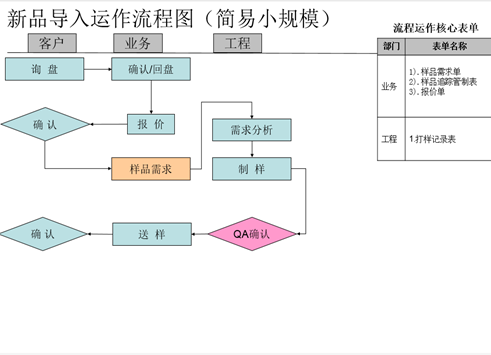 新品导入运作流程图（简易小规模）
流程运作核心表单
客户
业务
工程
部门
表单名称
询 盘
确认/回盘
业务
1）.样品需求单
2）.样品追踪管制表
3）.报价单
确 认
报 价
需求分析
工程
1.打样记录表
样品需求
制 样
确 认
送 样
QA确认